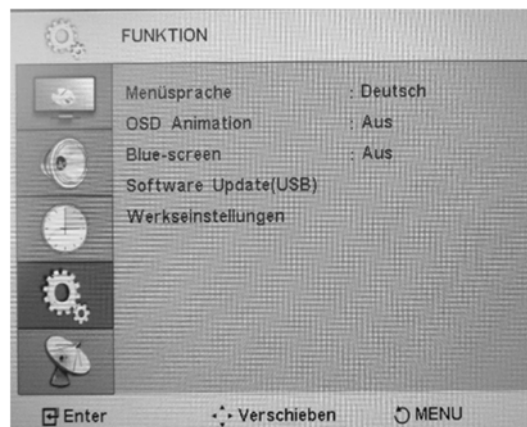 FUNKTION
Menüsprache : Deutsch
OSD Animation : Aus
Blue-screen : Aus
Software Update(USB)
Werkseinstellungen
Enter Verschieben MENU